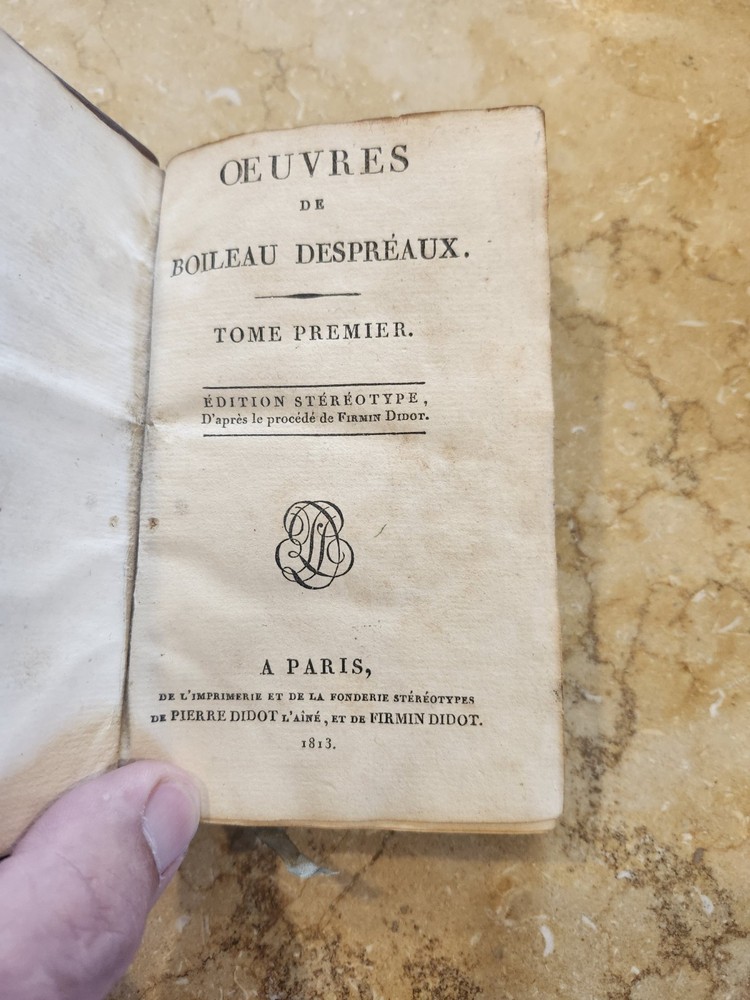 OEUVRES
DE
BOILEAU DESPRÉAUX.
TOME PREMIER.
ÉDITION STÉRÉOTYPE,
D'après le procédé de FIRMIN DIDOT.
A PARIS,
DE L'IMPRIMERIE ET DE LA FONDERIE STÉRÉOTYPES
DE PIERRE DIDOT L'AÎNÉ, ET DE FIRMIN DIDOT.
1813.